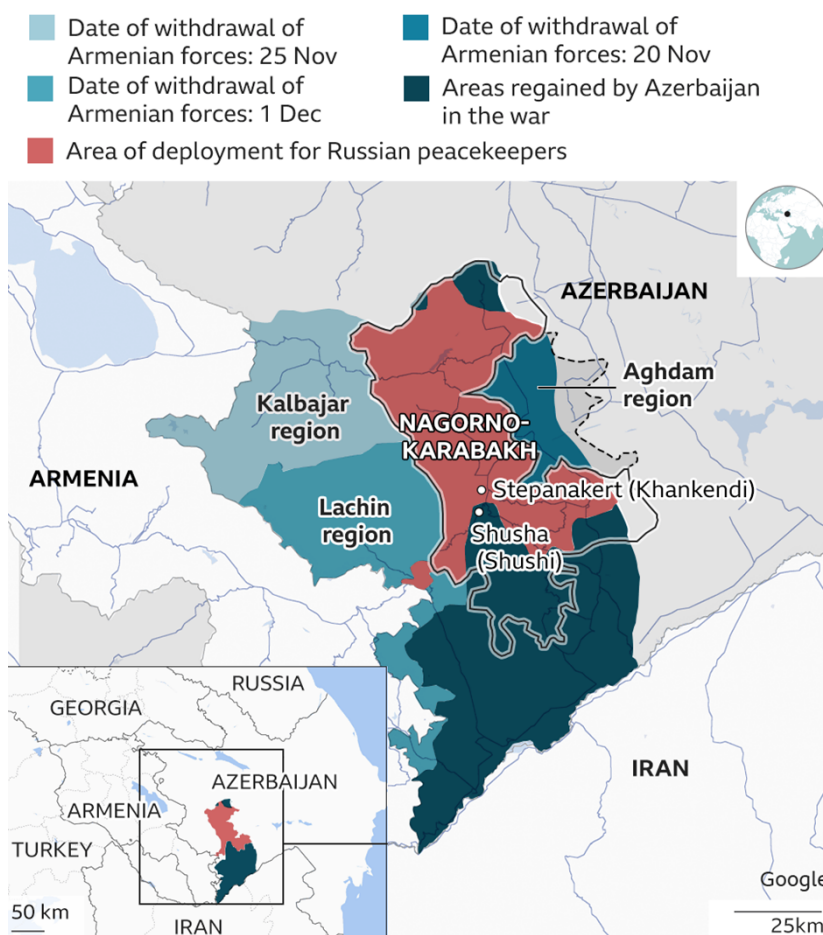 Date of withdrawal of
Armenian forces: 25 Nov
Date of withdrawal of
Armenian forces: 20 Nov
Date of withdrawal of
Armenian forces: 1 Dec
Areas regained by Azerbaijan
in the war
Area of deployment for Russian peacekeepers
AZERBAIJAN
Aghdam
region
Kalbajar
region
NAGORNO-
KARABAKH
ARMENIA
Stepanakert (Khankendi)
Lachin
region
Shusha
(Shushi)
IRAN
RUSSIA
GEORGIA
AZERBAIJAN
ARMENIA
TURKEY
IRAN
50 km
Google
25km